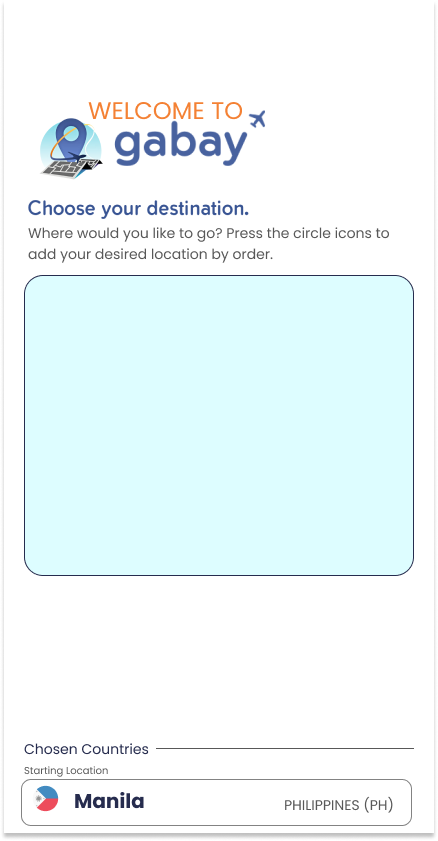 WELCOME TO
gabay
Choose your destination.
Where would you like to go? Press the circle icons to
add your desired location by order.
Chosen Countries
Starting Location
Manila PHILIPPINES (PH)